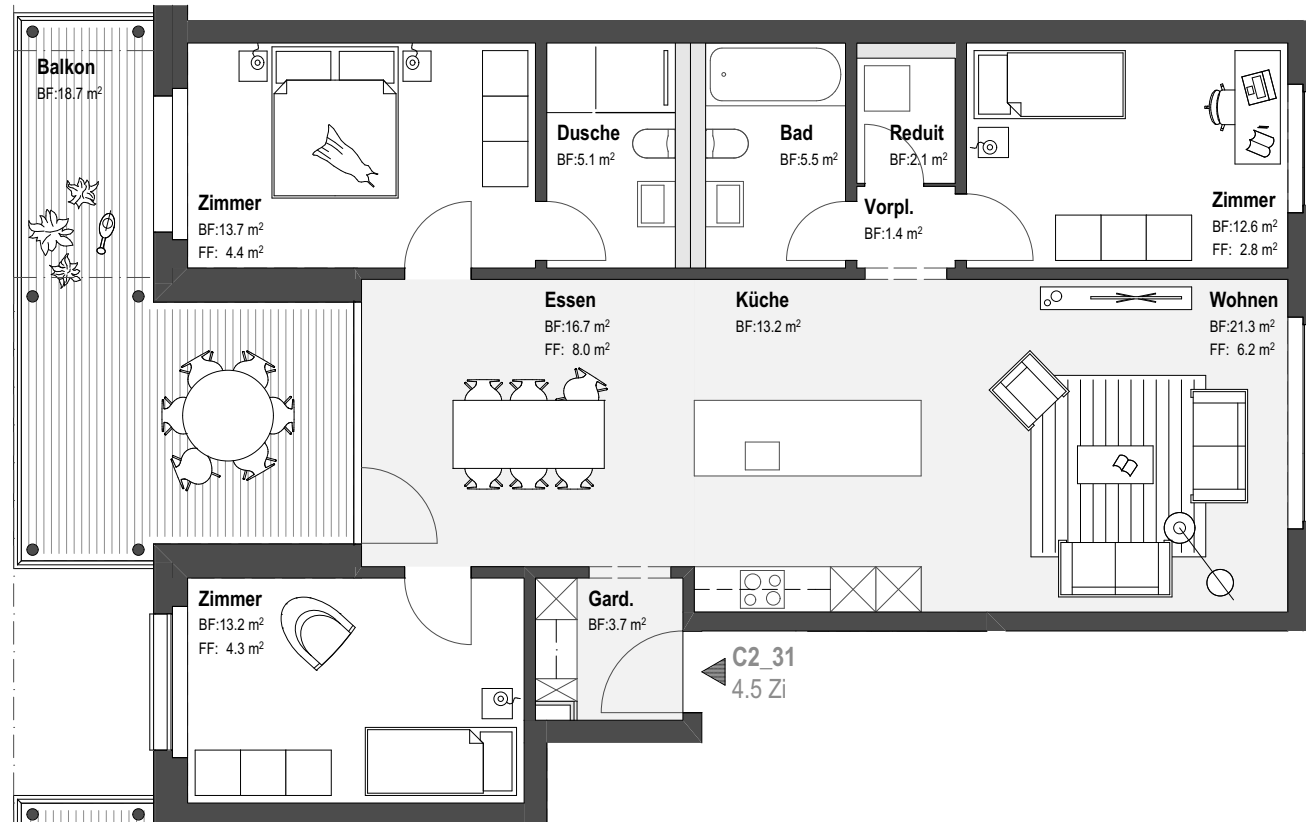 Balkon
BF:18.7 m²
Zimmer
BF:13.7 m²
FF: 4.4 m²
Dusche
BF:5.1 m²
Bad
BF:5.5 m²
Reduit
BF:2.1 m²
Vorpl.
BF:1.4 m²
Zimmer
BF:12.6 m²
FF: 2.8 m²
Essen
BF:16.7 m²
FF: 8.0 m²
Küche
BF:13.2 m²
Wohnen
BF:21.3 m²
FF: 6.2 m²
Zimmer
BF:13.2 m²
FF: 4.3 m²
Gard.
BF:3.7 m²
C2_31
4.5 Zi